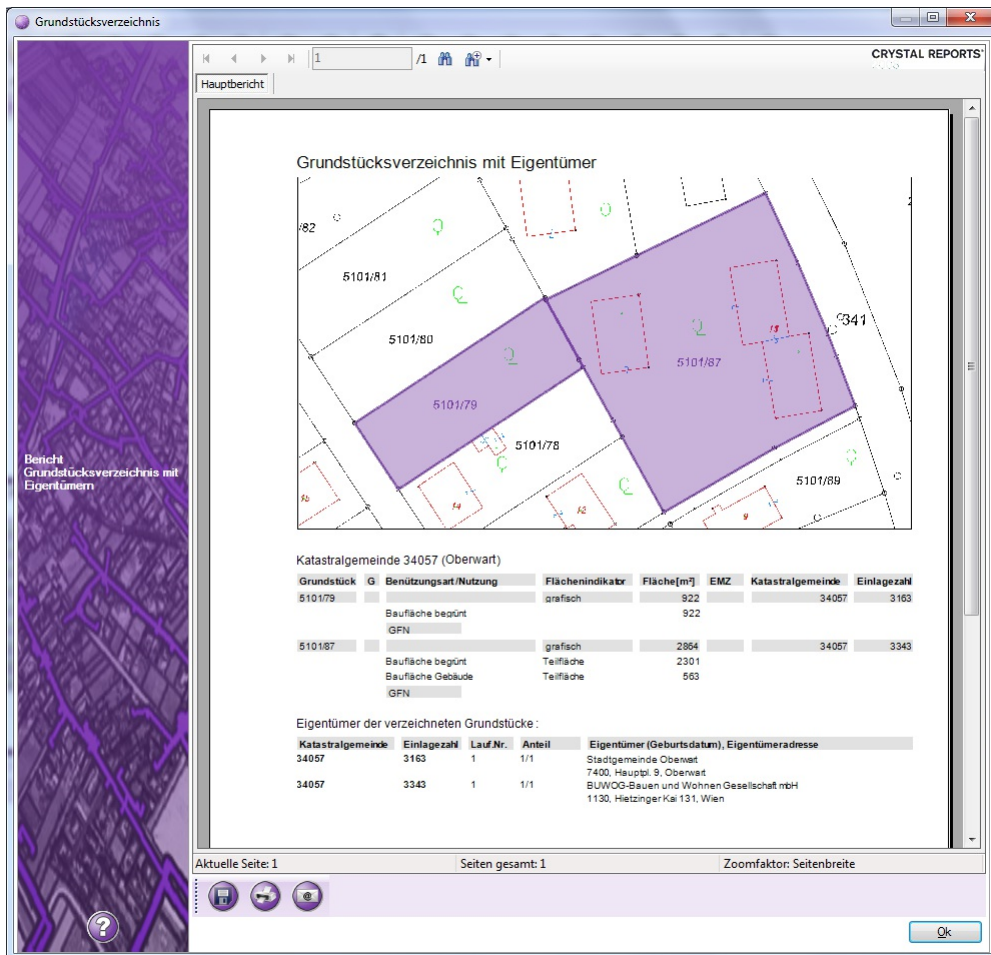 Grundstücksverzeichnis
1 /1
CRYSTAL REPORTS®
Hauptbericht
Grundstücksverzeichnis mit Eigentümer
/82
5101/81
5101/80
5101/79
5101/78
5101/87
13
341
5101/89
14
12
9
Bericht
Grundstücksverzeichnis mit
Eigentümern
Katastralgemeinde 34057 (Oberwart)
Grundstück G Benützungsart/Nutzung Flächenindikator Fläche[m²] EMZ Katastralgemeinde Einlagezahl
5101/79 grafisch 922 34057 3163
Baufläche begrünt 922
GFN
5101/87 grafisch 2864 34057 3343
Baufläche begrünt Teilfläche 2301
Baufläche Gebäude Teilfläche 563
GFN
Eigentümer der verzeichneten Grundstücke :
Katastralgemeinde Einlagezahl Lauf.Nr. Anteil Eigentümer (Geburtsdatum), Eigentümeradresse
34057 3163 1 1/1 Stadtgemeinde Oberwart
7400, Hauptpl. 9, Oberwart
34057 3343 1 1/1 BUWOG-Bauen und Wohnen Gesellschaft mbH
1130, Hietzinger Kai 131, Wien
Aktuelle Seite: 1 Seiten gesamt: 1 Zoomfaktor: Seitenbreite
?
Ok